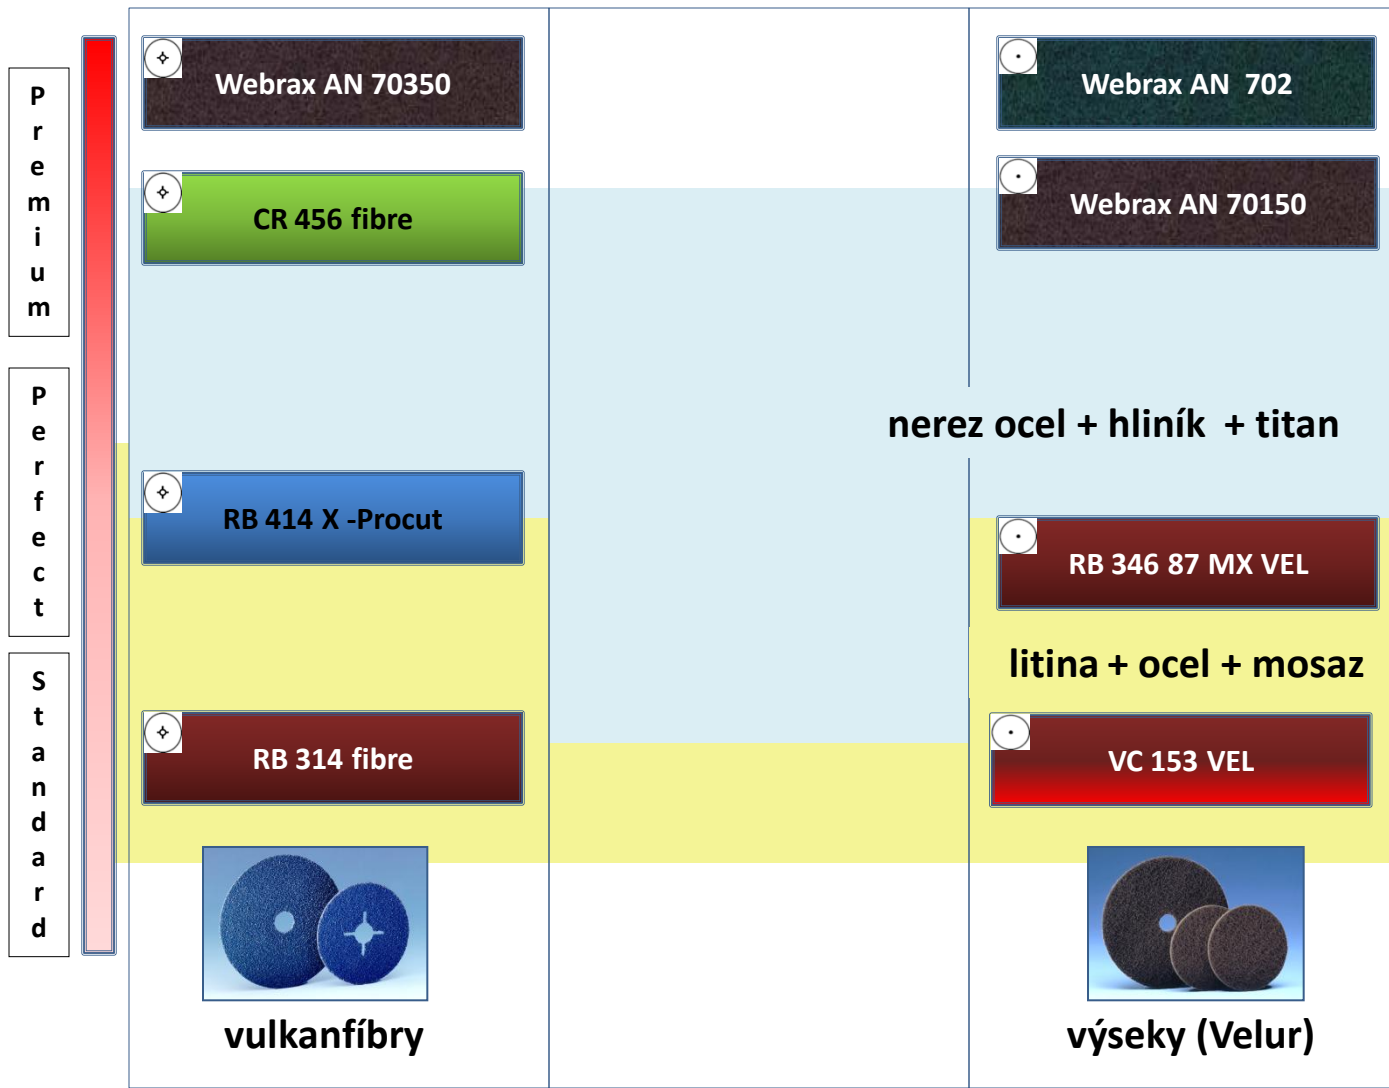 Premium
Perfect
Standard
Webrax AN 70350
CR 456 fibre
RB 414 X -Procut
RB 314 fibre
vulkanfíbry
Webrax AN 702
Webrax AN 70150
nerez ocel + hliník + titan
RB 346 87 MX VEL
litina + ocel + mosaz
VC 153 VEL
výseky (Velur)